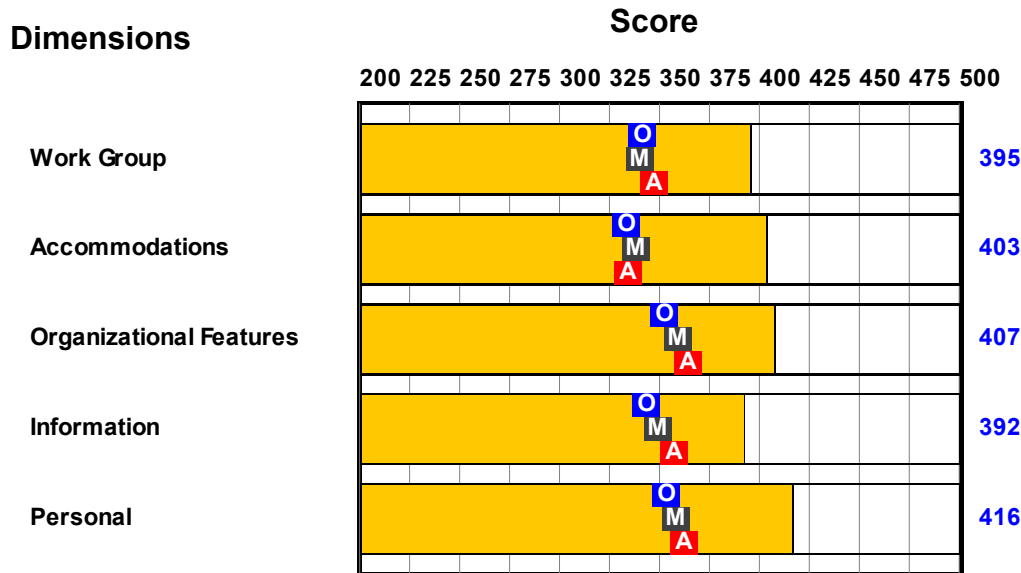 Score
Dimensions
200 225 250 275 300 325 350 375 400 425 450 475 500
O
Work Group M 395
A
O
Accommodations M 403
A
O
Organizational Features M 407
A
O
Information M 392
A
O
Personal M 416
A